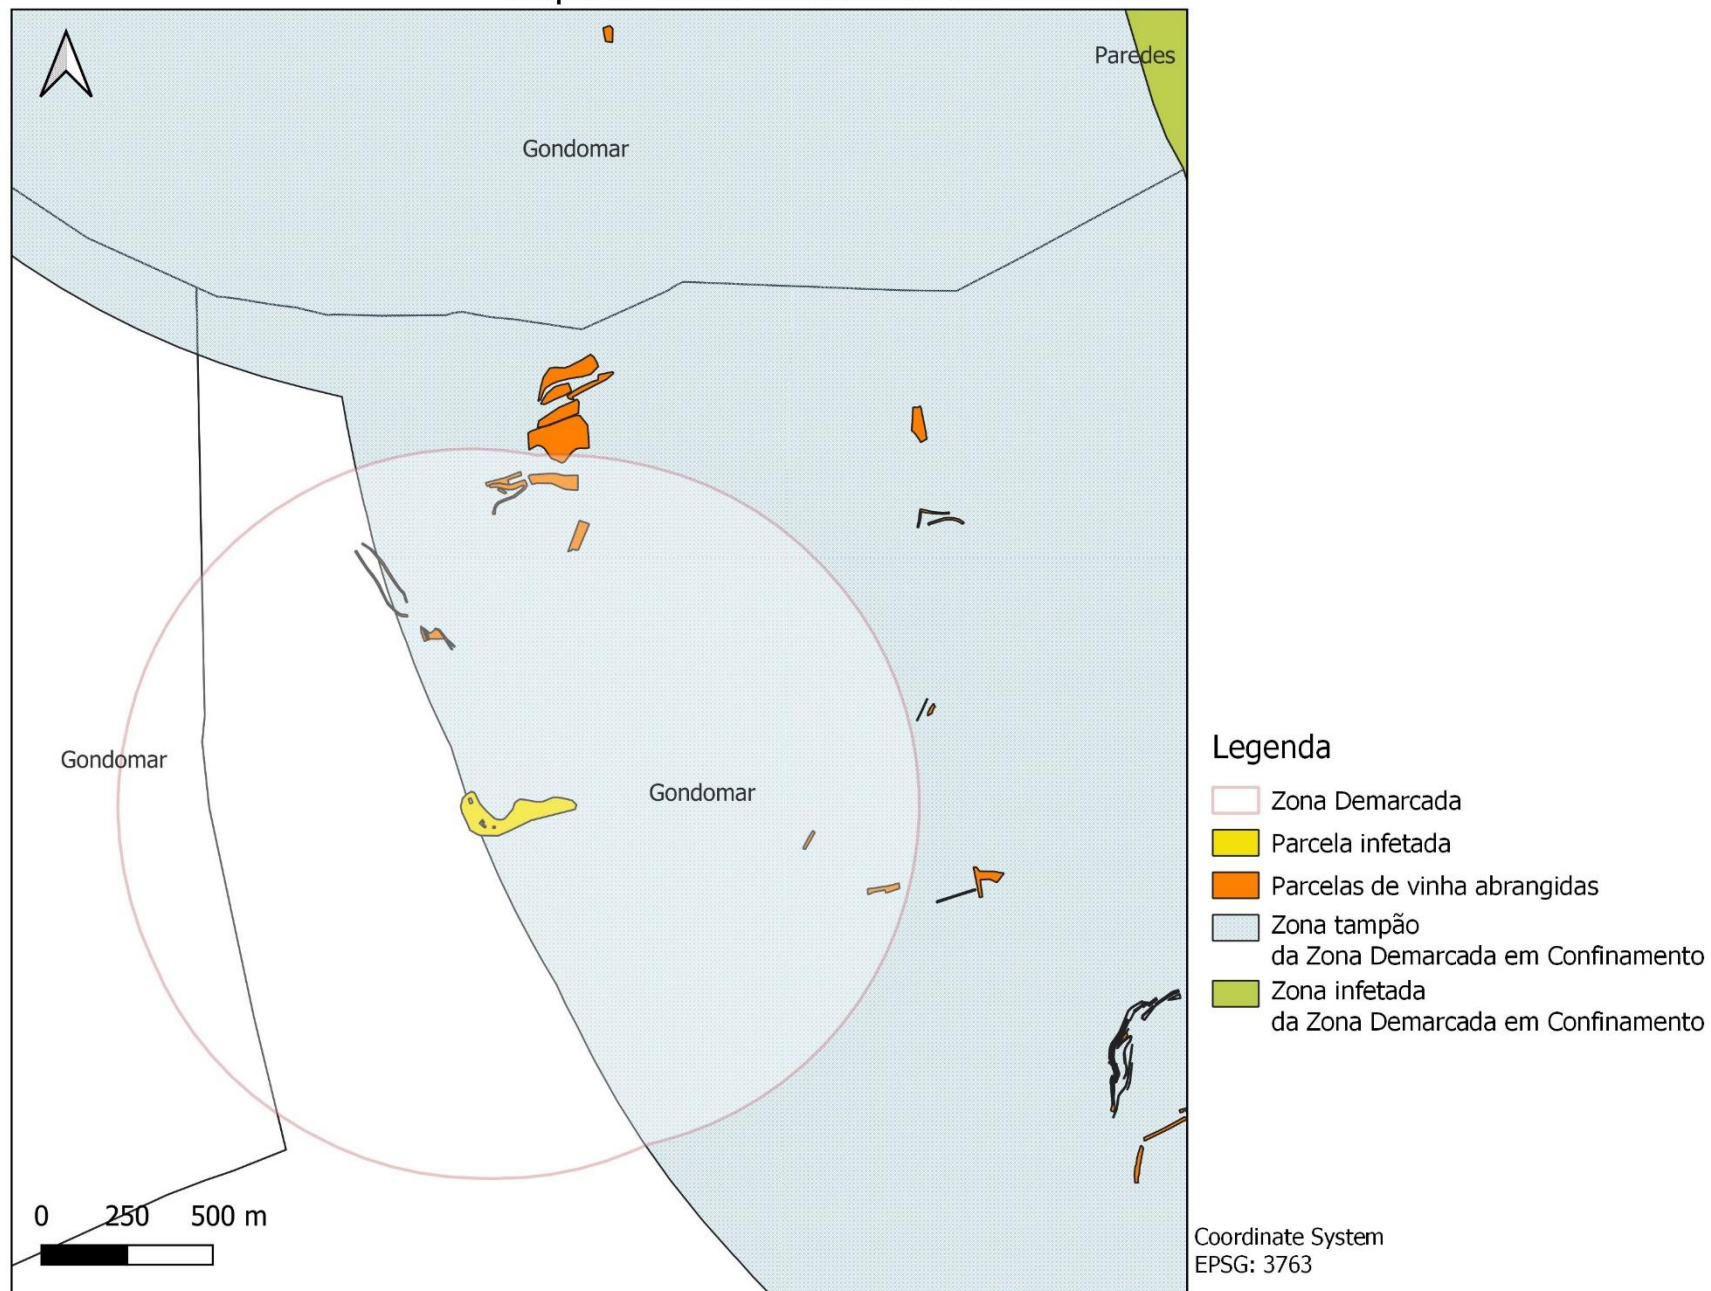 Paredes
Gondomar
Gondomar
Gondomar
0 250 500 m
Legenda
Zona Demarcada
Parcela infetada
Parcelas de vinha abrangidas
Zona tampão
da Zona Demarcada em Confinamento
Zona infetada
da Zona Demarcada em Confinamento
Coordinate System
EPSG: 3763